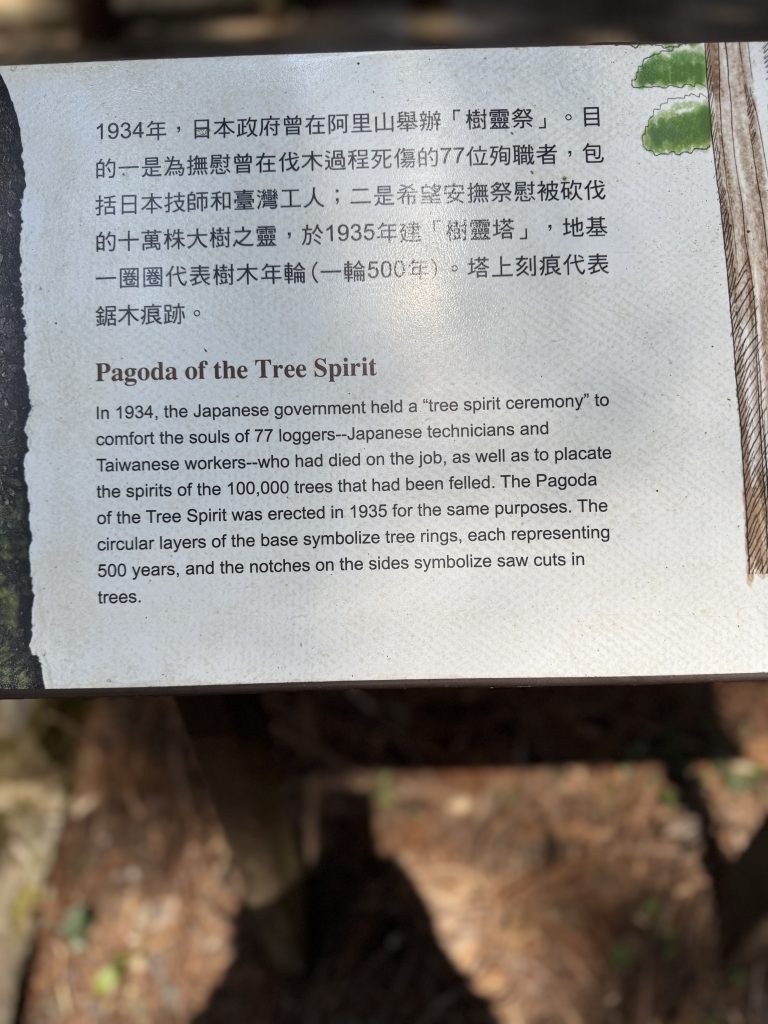 1934年，日本政府曾在阿里山舉辦「樹靈祭」。目
的一是為撫慰曾在伐木過程死傷的77位殉職者，包
括日本技師和臺灣工人；二是希望安撫祭慰被砍伐
的十萬株大樹之靈，於1935年建「樹靈塔」，地基
一圈圈代表樹木年輪(一輪500年)。塔上刻痕代表
鋸木痕跡。
Pagoda of the Tree Spirit
In 1934, the Japanese government held a “tree spirit ceremony” to
comfort the souls of 77 loggers--Japanese technicians and
Taiwanese workers--who had died on the job, as well as to placate
the spirits of the 100,000 trees that had been felled. The Pagoda
of the Tree Spirit was erected in 1935 for the same purposes. The
circular layers of the base symbolize tree rings, each representing
500 years, and the notches on the sides symbolize saw cuts in
trees.